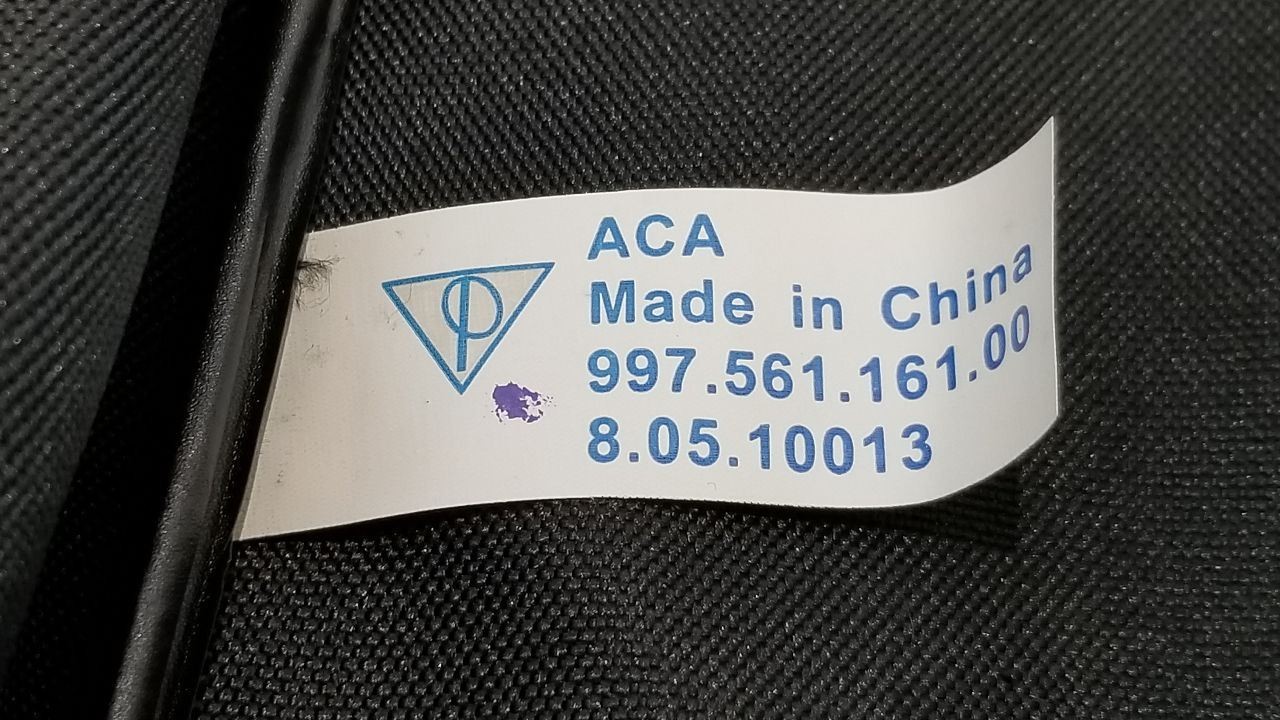 ACA
Made in China
997.561.161.00
8.05.10013